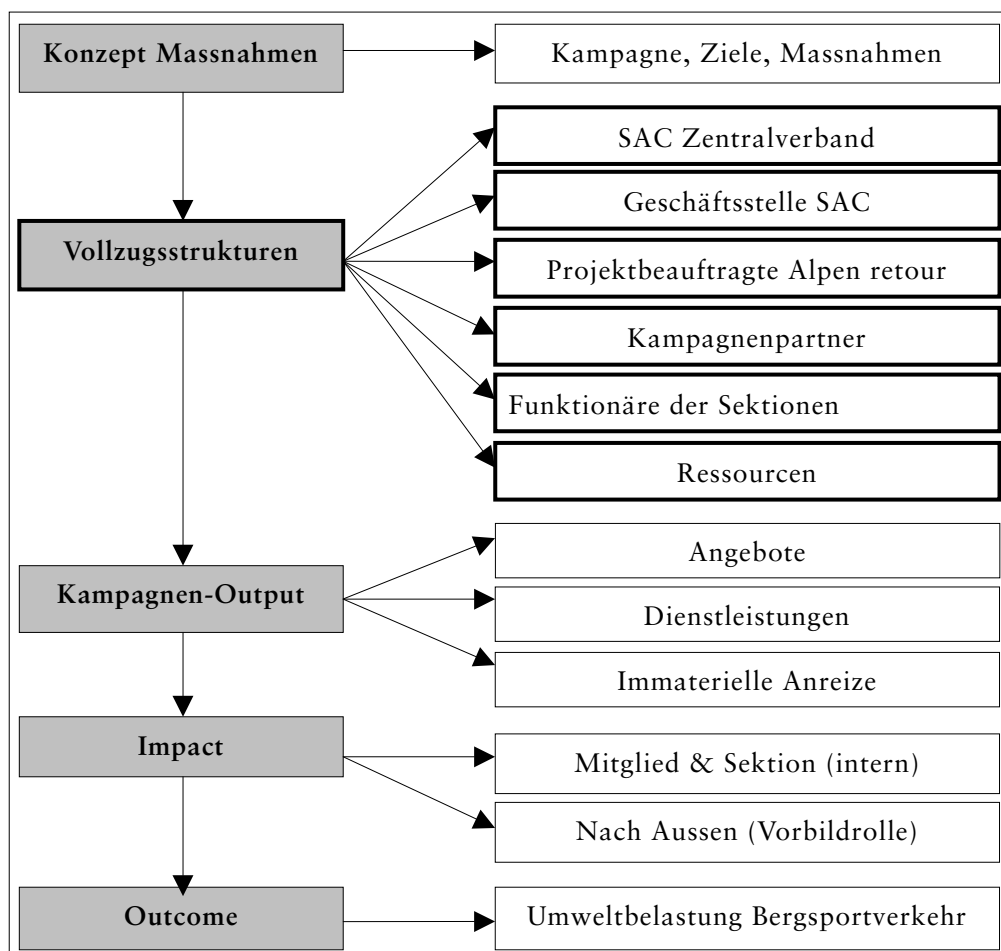 Konzept Massnahmen
Kampagne, Ziele, Massnahmen
SAC Zentralverband
Geschäftsstelle SAC
Vollzugsstrukturen
Projektbeauftragte Alpen retour
Kampagnenpartner
Funktionäre der Sektionen
Ressourcen
Angebote
Kampagnen-Output
Dienstleistungen
Immaterielle Anreize
Impact
Mitglied & Sektion (intern)
Nach Aussen (Vorbildrolle)
Outcome
Umweltbelastung Bergsportverkehr